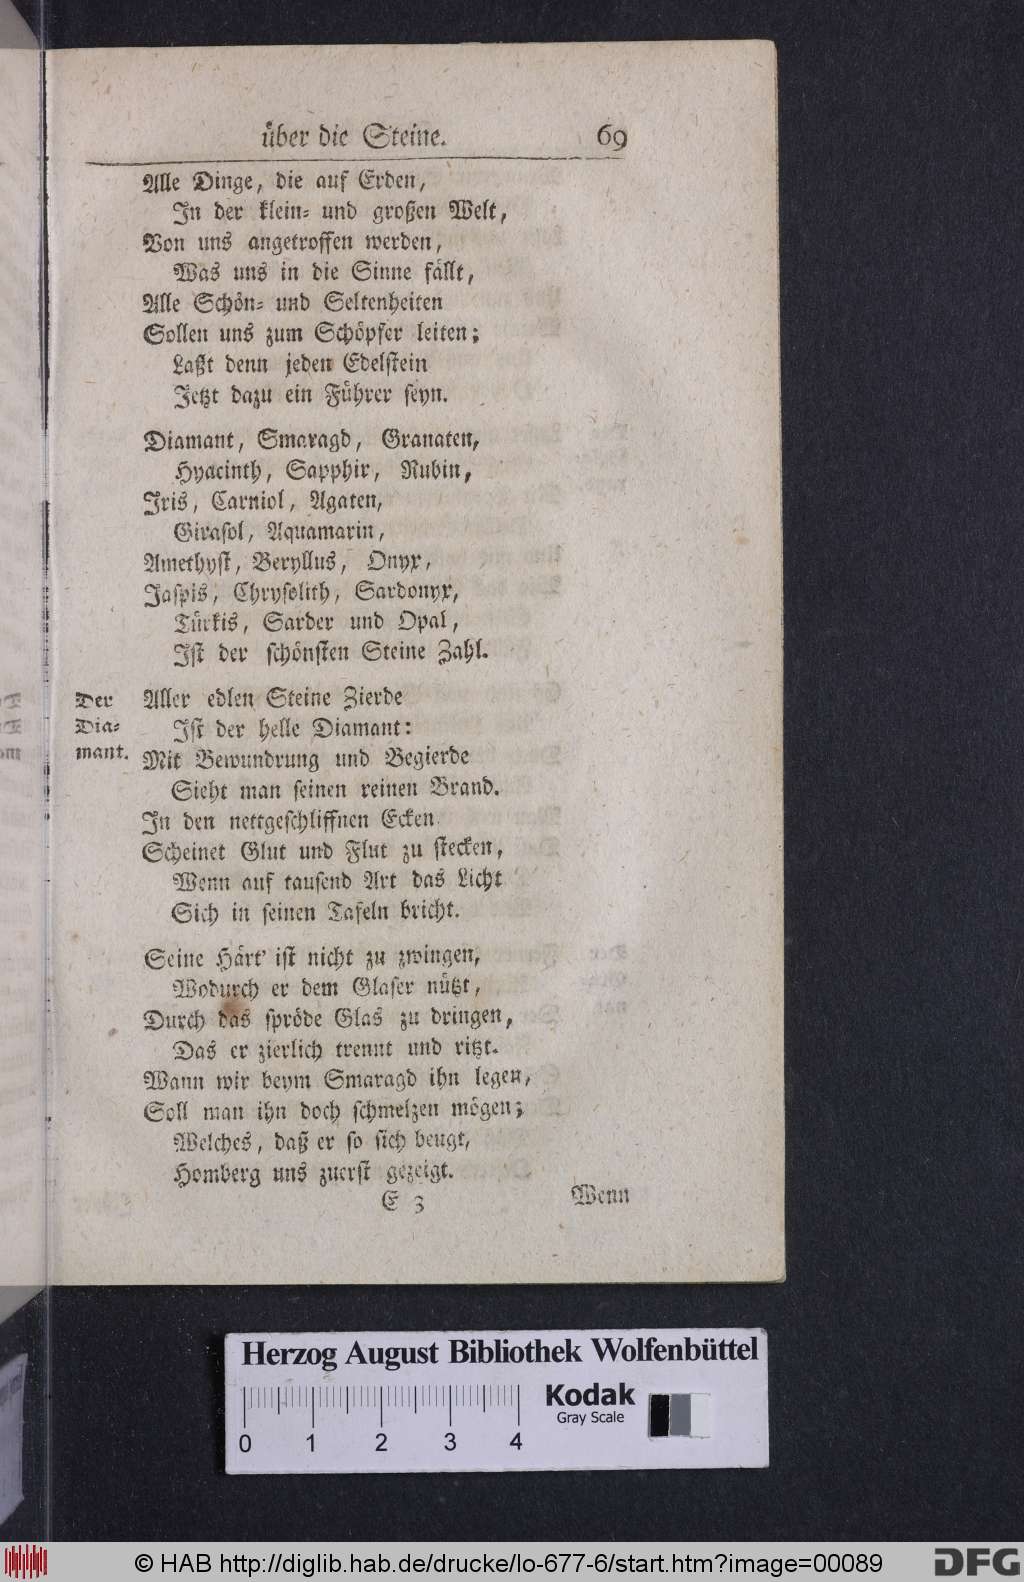 über die Steine. 69
Alle Dinge, die auf Erden,
In der klein- und großen Welt,
Von uns angetroffen werden,
Was uns in die Sinne fällt,
Alle Schön- und Seltenheiten
Sollen uns zum Schöpfer leiten;
Laßt denn jeden Edelstein
Jetzt dazu ein Führer seyn.
Diamant, Smaragd, Granaten,
Hyacinth, Sapphir, Rubin,
Iris, Carniol, Agaten,
Girasol, Aquamarin,
Amethyst, Beryllus, Onyx,
Jaspis, Chrysolith, Sardonyx,
Türkis, Sarder und Opal,
Ist der schönsten Steine Zahl.
Der
Dia-
mant.
Aller edlen Steine Zierde
Ist der helle Diamant:
Mit Bewundrung und Begierde
Sieht man seinen reinen Brand.
In den nettgeschliffnen Ecken
Scheinet Glut und Flut zu stecken,
Wenn auf tausend Art das Licht
Sich in seinen Tafeln bricht.
Seine Härt' ist nicht zu zwingen,
Wodurch er dem Glaser nützt,
Durch das spröde Glas zu dringen,
Das er zierlich trennt und ritzt.
Wann wir beym Smaragd ihn legen,
Soll man ihn doch schmelzen mögen;
Welches, daß er so sich beugt,
Homberg uns zuerst gezeigt.
E 3 Wenn
Herzog August Bibliothek Wolfenbüttel
Kodak
Gray Scale
0 1 2 3 4
© HAB http://diglib.hab.de/drucke/lo-677-6/start.htm?image=00089
DFG